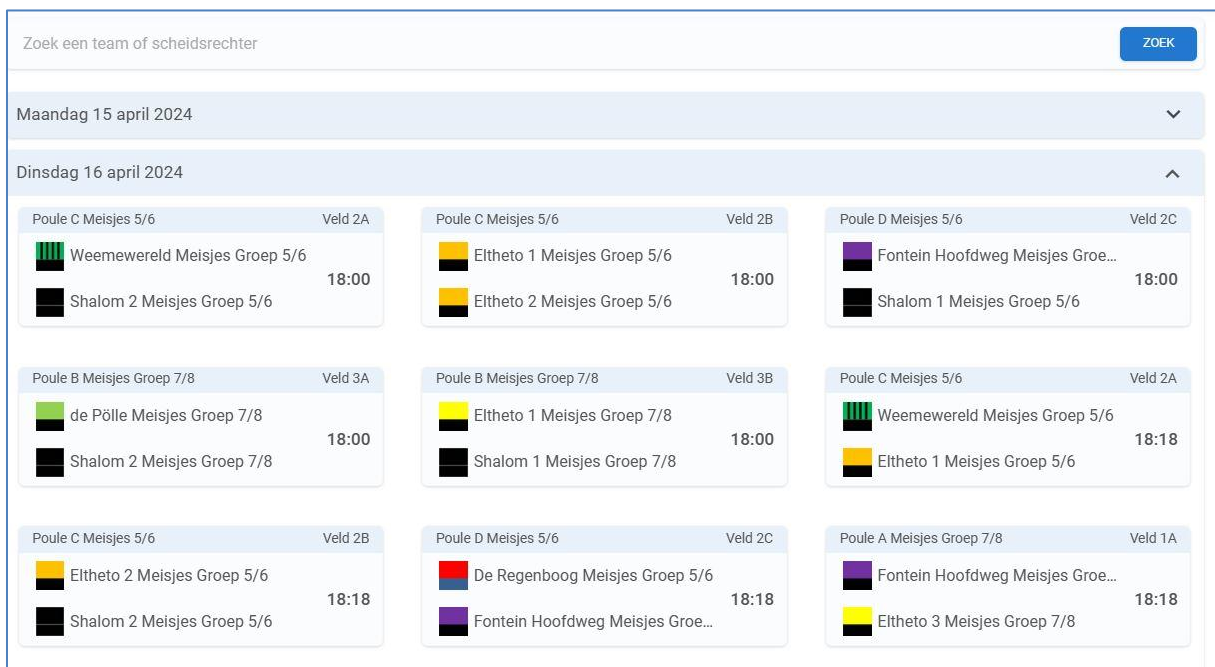 Zoek een team of scheidsrechter
ZOEK
Maandag 15 april 2024
Dinsdag 16 april 2024
Poule C Meisjes 5/6 Veld 2A
Weemewereld Meisjes Groep 5/6
18:00
Shalom 2 Meisjes Groep 5/6
Poule C Meisjes 5/6 Veld 2B
Eltheto 1 Meisjes Groep 5/6
18:00
Eltheto 2 Meisjes Groep 5/6
Poule D Meisjes 5/6 Veld 2C
Fontein Hoofdweg Meisjes Groe...
18:00
Shalom 1 Meisjes Groep 5/6
Poule B Meisjes Groep 7/8 Veld 3A
de Pölle Meisjes Groep 7/8
18:00
Shalom 2 Meisjes Groep 7/8
Poule B Meisjes Groep 7/8 Veld 3B
Eltheto 1 Meisjes Groep 7/8
18:00
Shalom 1 Meisjes Groep 7/8
Poule C Meisjes 5/6 Veld 2A
Weemewereld Meisjes Groep 5/6
18:18
Eltheto 1 Meisjes Groep 5/6
Poule C Meisjes 5/6 Veld 2B
Eltheto 2 Meisjes Groep 5/6
18:18
Shalom 2 Meisjes Groep 5/6
Poule D Meisjes 5/6 Veld 2C
De Regenboog Meisjes Groep 5/6
18:18
Fontein Hoofdweg Meisjes Groe...
Poule A Meisjes Groep 7/8 Veld 1A
Fontein Hoofdweg Meisjes Groe...
18:18
Eltheto 3 Meisjes Groep 7/8